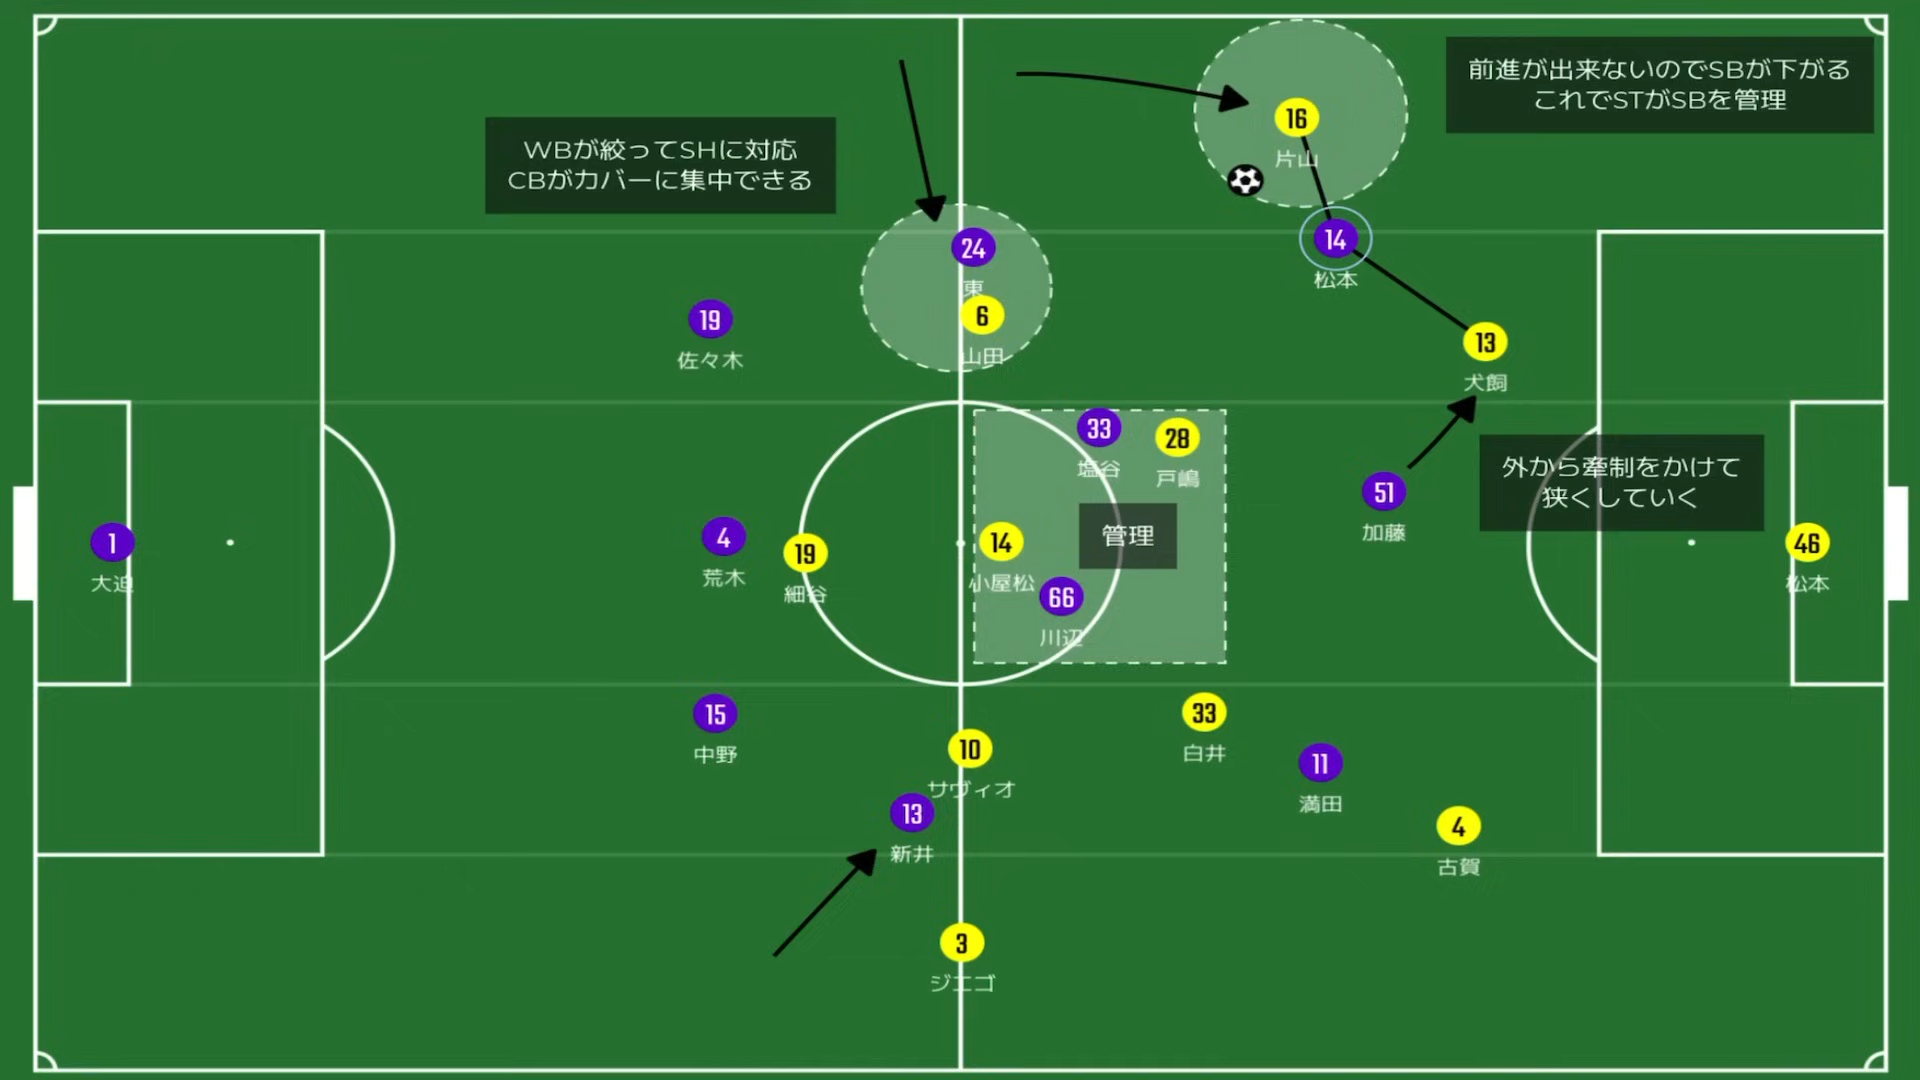 前進が出来ないのでSBが下がる
これでSTがSBを管理
WBが絞ってSHに対応
CBがカバーに集中できる
16
片山
24
東
14
松本
19
佐々木
6
山田
13
犬飼
33
塩谷
28
戸嶋
外から牽制をかけて
狭くしていく
51
加藤
管理
1
大迫
4
荒木
19
細谷
14
小屋松
46
松本
66
川辺
15
中野
10
サヴィオ
33
白井
11
満田
13
新井
4
古賀
3
ジエゴ